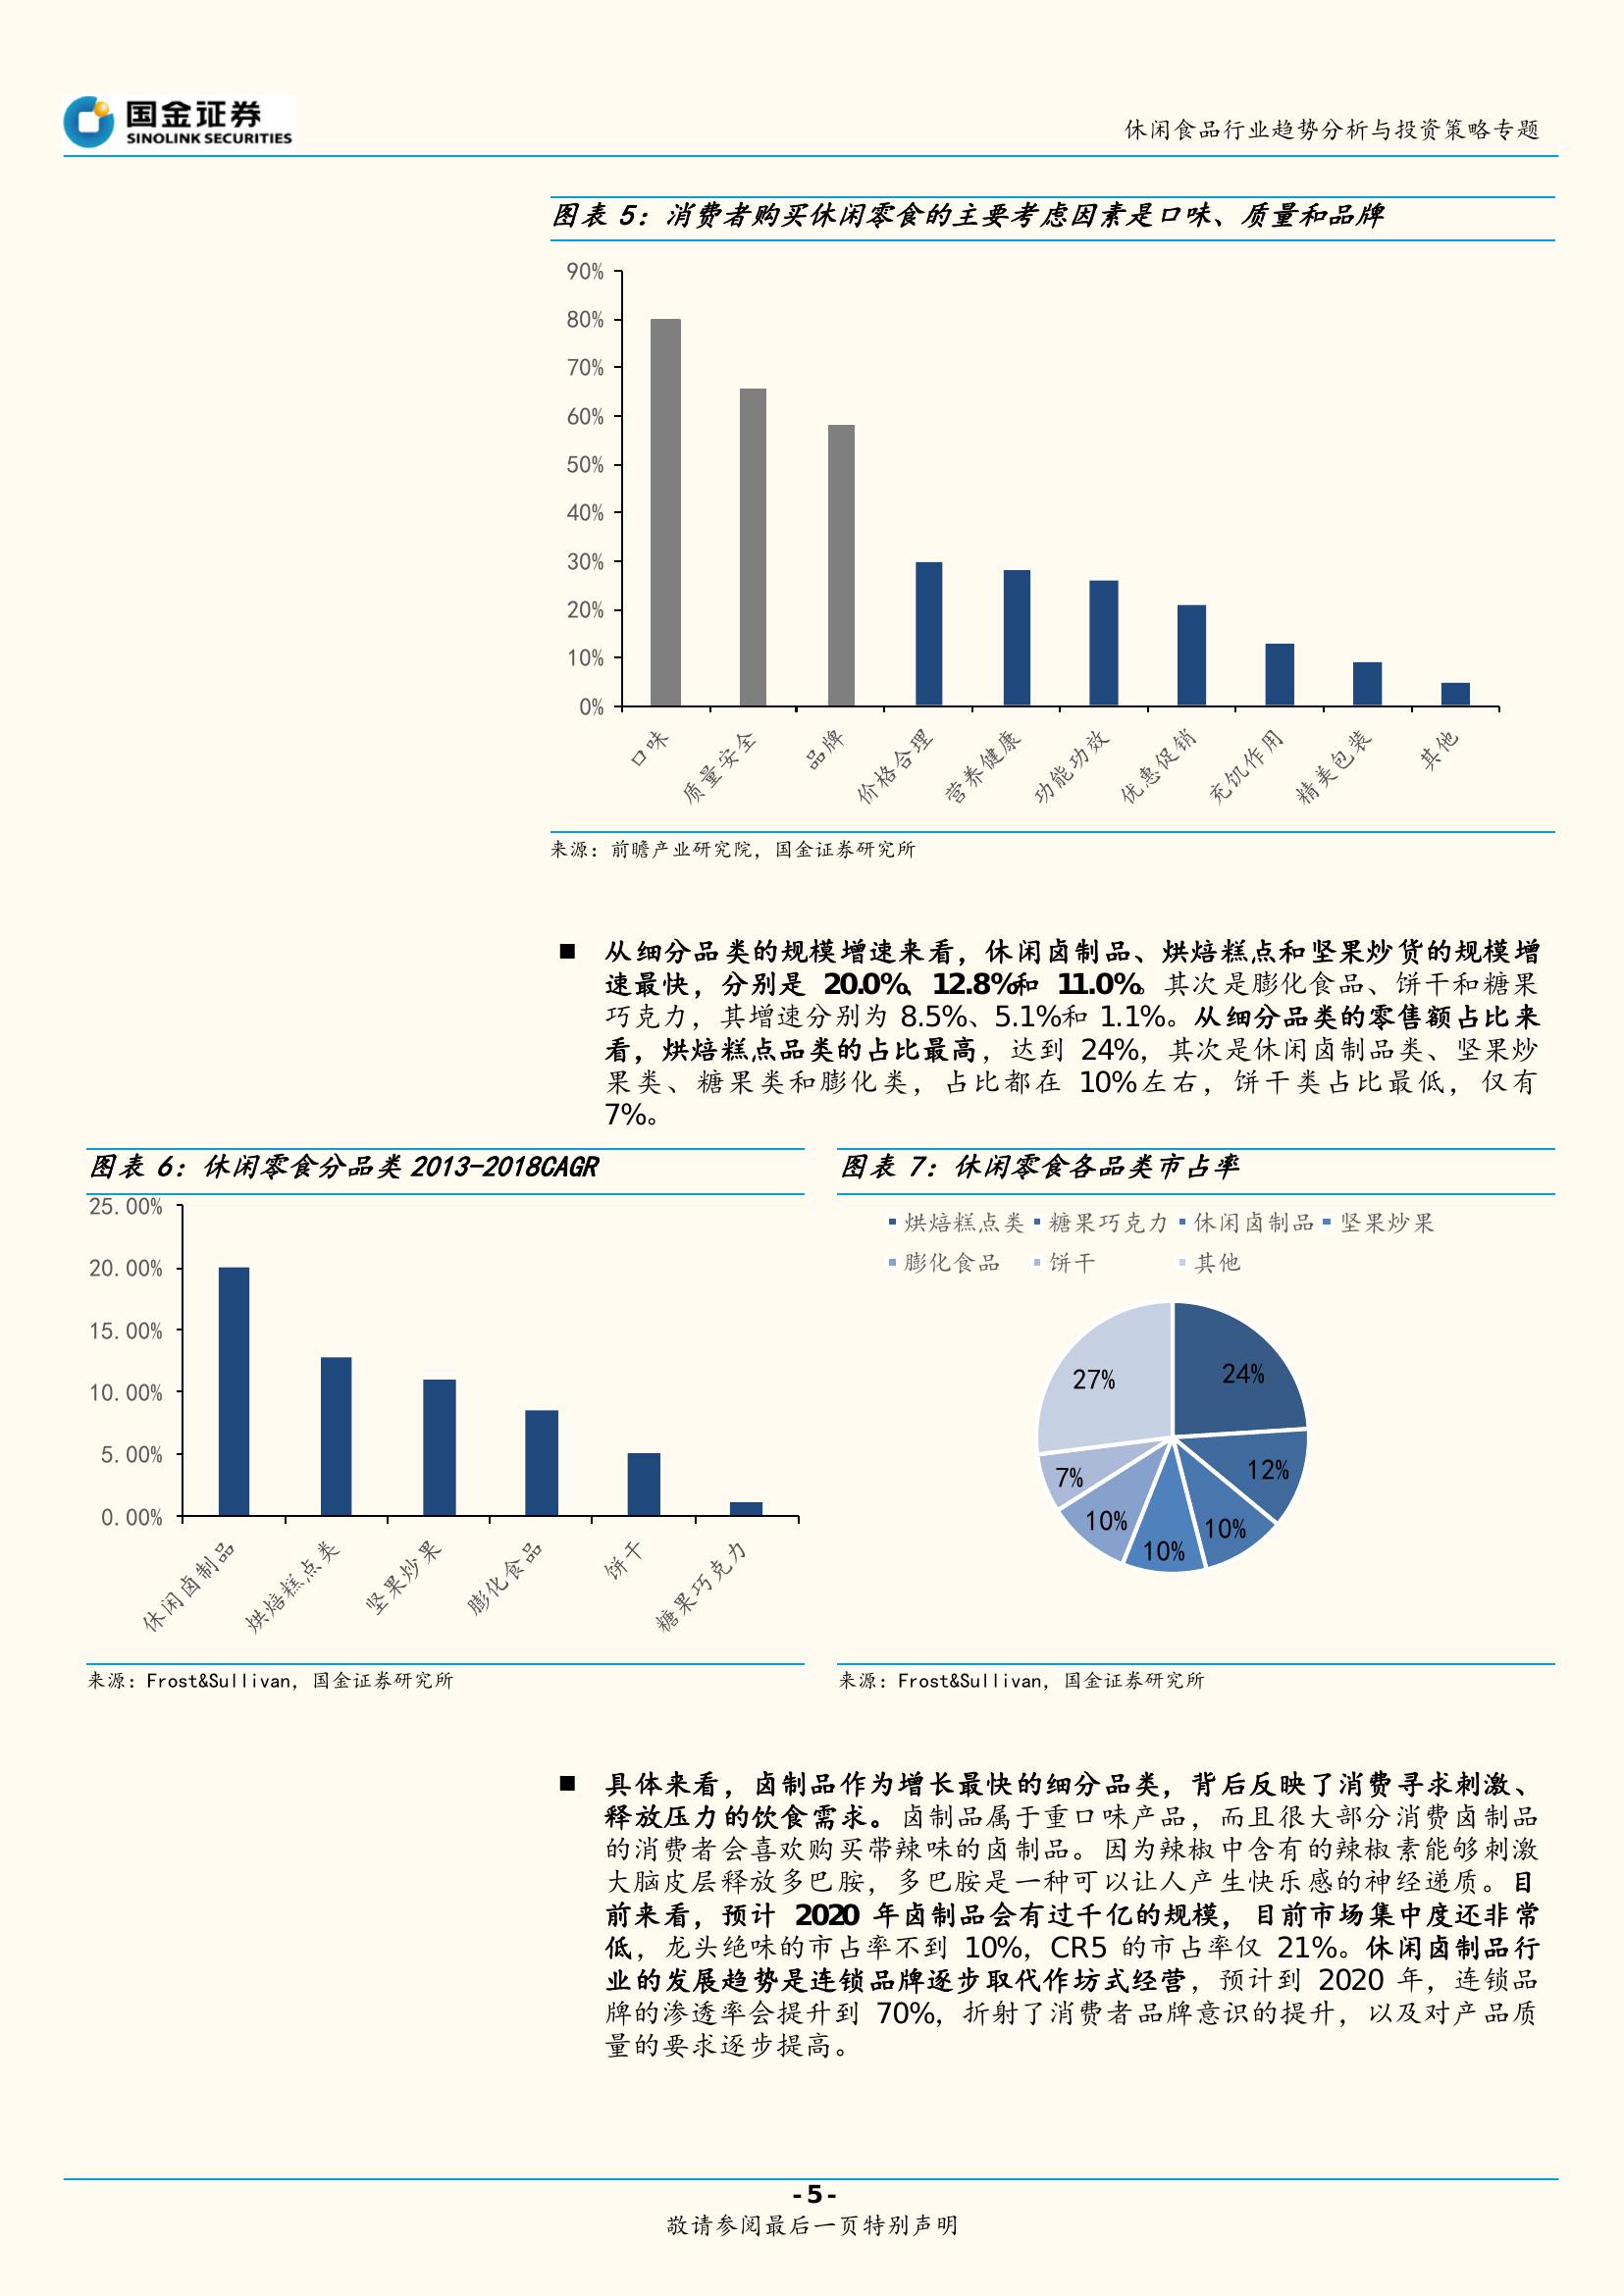 国金证券
SINOLINK SECURITIES
休闲食品行业趋势分析与投资策略专题
图表 5：消费者购买休闲零食的主要考虑因素是口味、质量和品牌
90%
80%
70%
60%
50%
40%
30%
20%
10%
0%
口味
质量安全
品牌
价格合理
营养健康
功能功效
优惠促销
充饥作用
精美包装
其他
来源：前瞻产业研究院，国金证券研究所
■ 从细分品类的规模增速来看，休闲卤制品、烘焙糕点和坚果炒货的规模增
速最快，分别是 20.0%、12.8%和 11.0%。其次是膨化食品、饼干和糖果
巧克力，其增速分别为 8.5%、5.1%和 1.1%。从细分品类的零售额占比来
看，烘焙糕点品类的占比最高，达到 24%，其次是休闲卤制品类、坚果炒
果类、糖果类和膨化类，占比都在 10%左右，饼干类占比最低，仅有
7%。
图表 6：休闲零食分品类 2013-2018CAGR
25.00%
20.00%
15.00%
10.00%
5.00%
0.00%
休闲卤制品
烘焙糕点类
坚果炒果
膨化食品
饼干
糖果巧克力
来源：Frost&Sullivan，国金证券研究所
图表 7：休闲零食各品类市占率
烘焙糕点类 糖果巧克力 休闲卤制品 坚果炒果
膨化食品 饼干 其他
24%
12%
10%
10%
10%
7%
27%
来源：Frost&Sullivan，国金证券研究所
■ 具体来看，卤制品作为增长最快的细分品类，背后反映了消费寻求刺激、
释放压力的饮食需求。卤制品属于重口味产品，而且很大部分消费卤制品
的消费者会喜欢购买带辣味的卤制品。因为辣椒中含有的辣椒素能够刺激
大脑皮层释放多巴胺，多巴胺是一种可以让人产生快乐感的神经递质。目
前来看，预计 2020 年卤制品会有过千亿的规模，目前市场集中度还非常
低，龙头绝味的市占率不到 10%，CR5 的市占率仅 21%。休闲卤制品行
业的发展趋势是连锁品牌逐步取代作坊式经营，预计到 2020 年，连锁品
牌的渗透率会提升到 70%，折射了消费者品牌意识的提升，以及对产品质
量的要求逐步提高。
- 5 -
敬请参阅最后一页特别声明